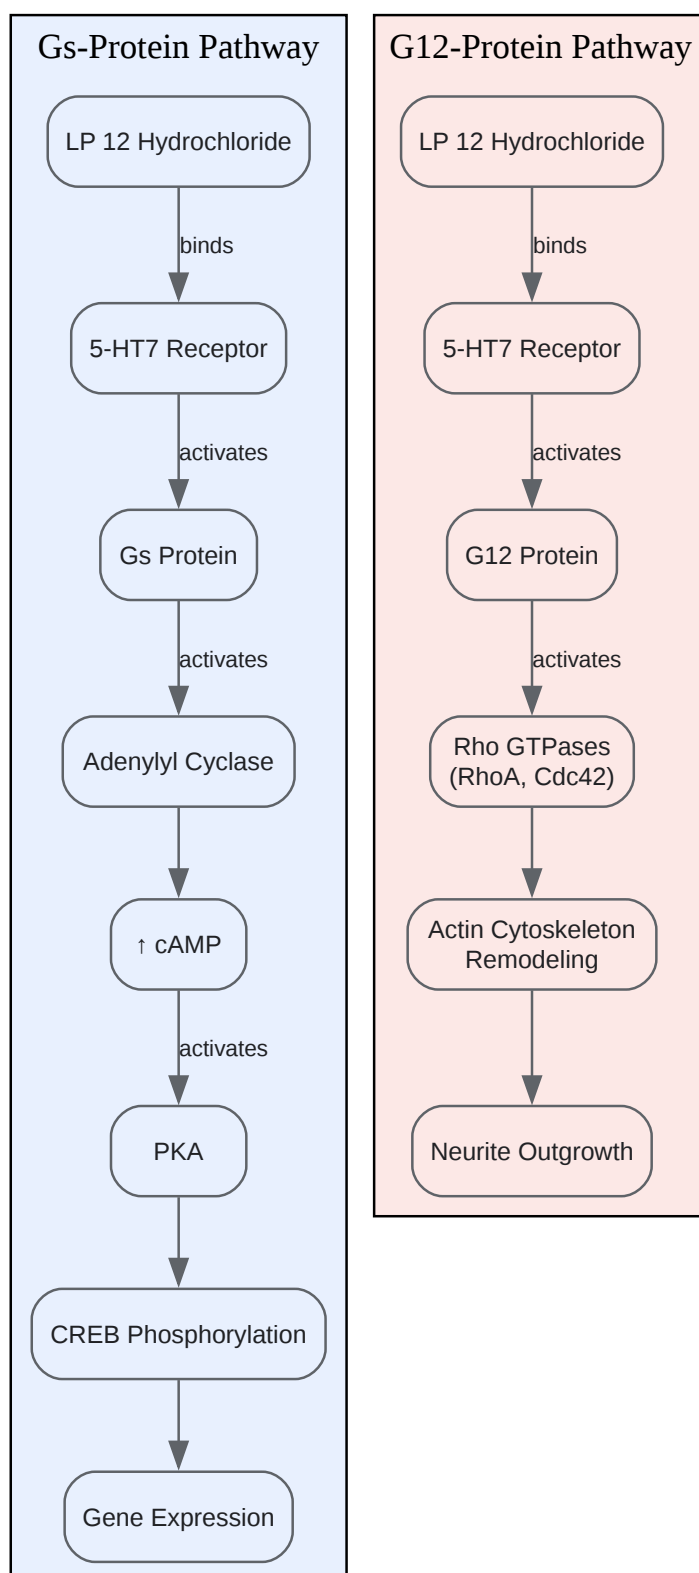 Gs-Protein Pathway
LP 12 Hydrochloride
binds
5-HT7 Receptor
activates
Gs Protein
activates
Adenylyl Cyclase
↑ cAMP
activates
PKA
CREB Phosphorylation
Gene Expression
G12-Protein Pathway
LP 12 Hydrochloride
binds
5-HT7 Receptor
activates
G12 Protein
activates
Rho GTPases
(RhoA, Cdc42)
Actin Cytoskeleton
Remodeling
Neurite Outgrowth